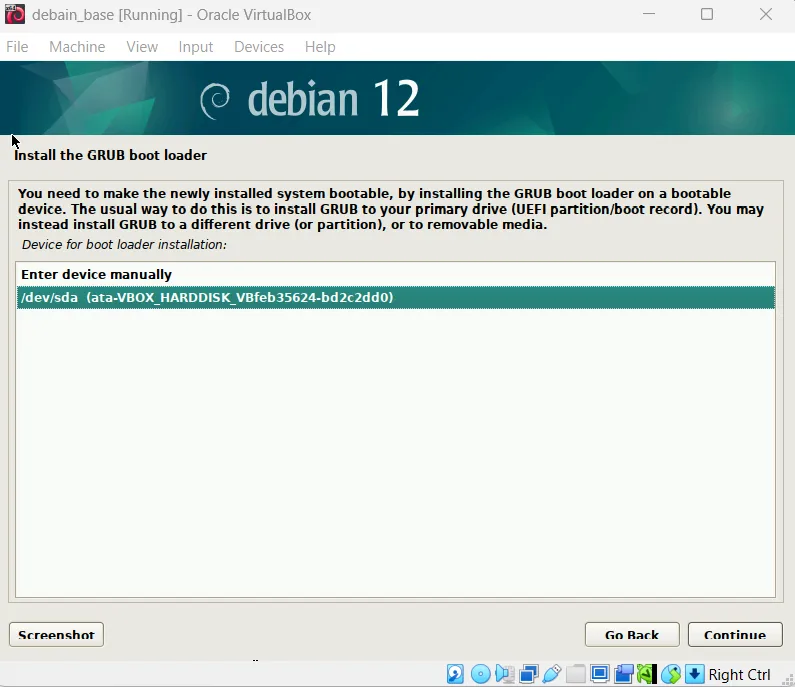 debain_base [Running] - Oracle VirtualBox
File Machine View Input Devices Help
debian 12
Install the GRUB boot loader
You need to make the newly installed system bootable, by installing the GRUB boot loader on a bootable
device. The usual way to do this is to install GRUB to your primary drive (UEFI partition/boot record). You may
instead install GRUB to a different drive (or partition), or to removable media.
Device for boot loader installation:
Enter device manually
/dev/sda (ata-VBOX_HARDDISK_VBfeb35624-bd2c2dd0)
Screenshot Go Back Continue
Right Ctrl